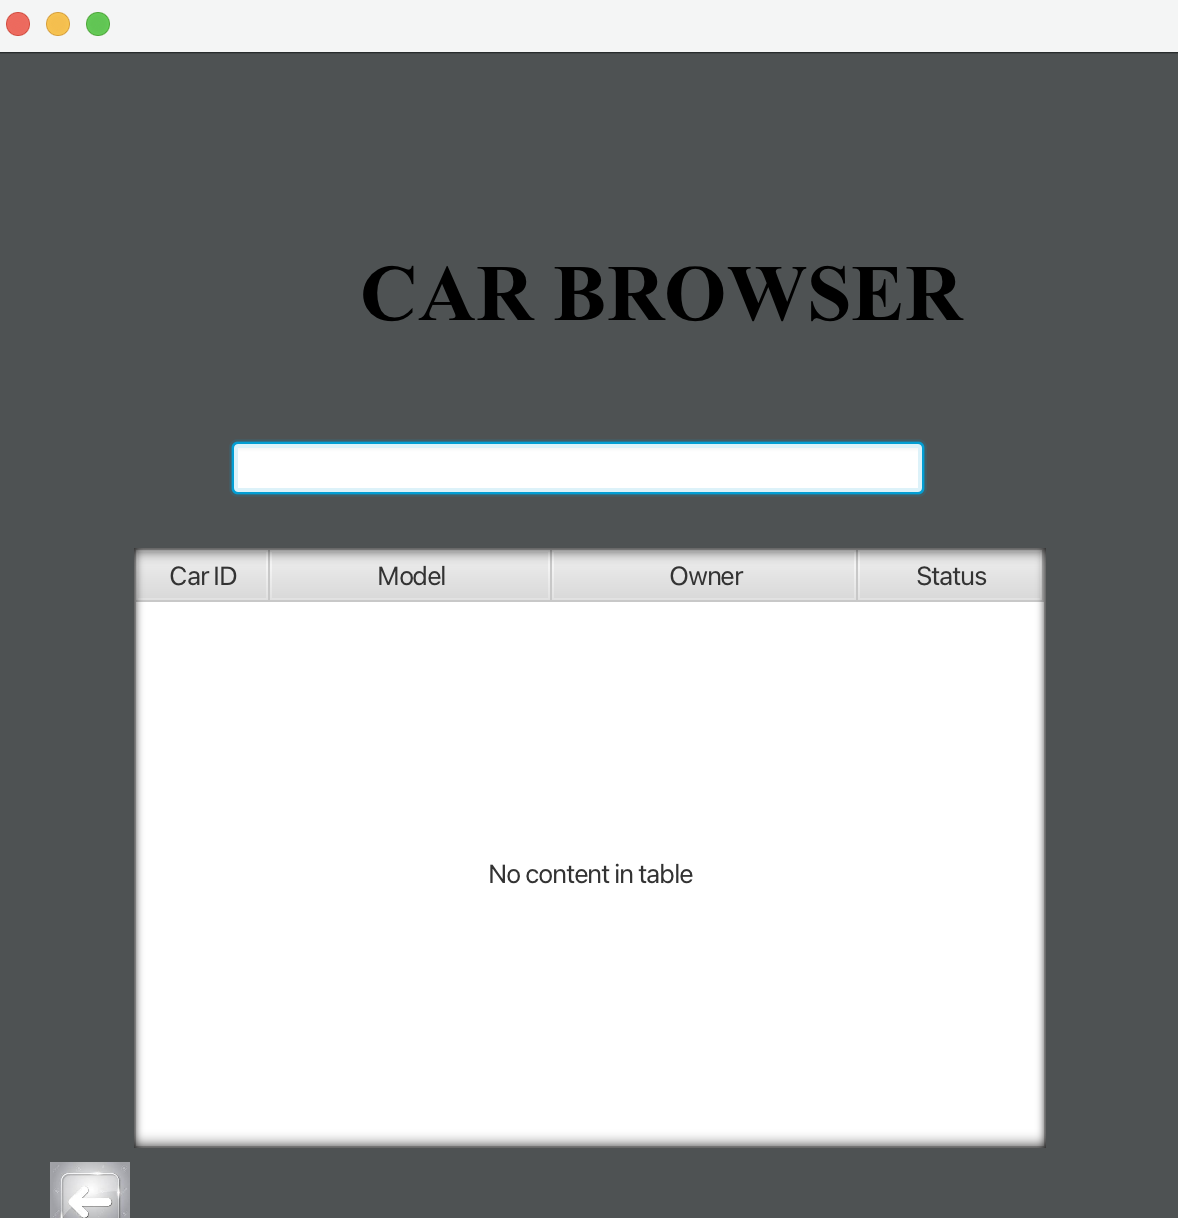 CAR BROWSER
Car ID Model Owner Status
No content in table